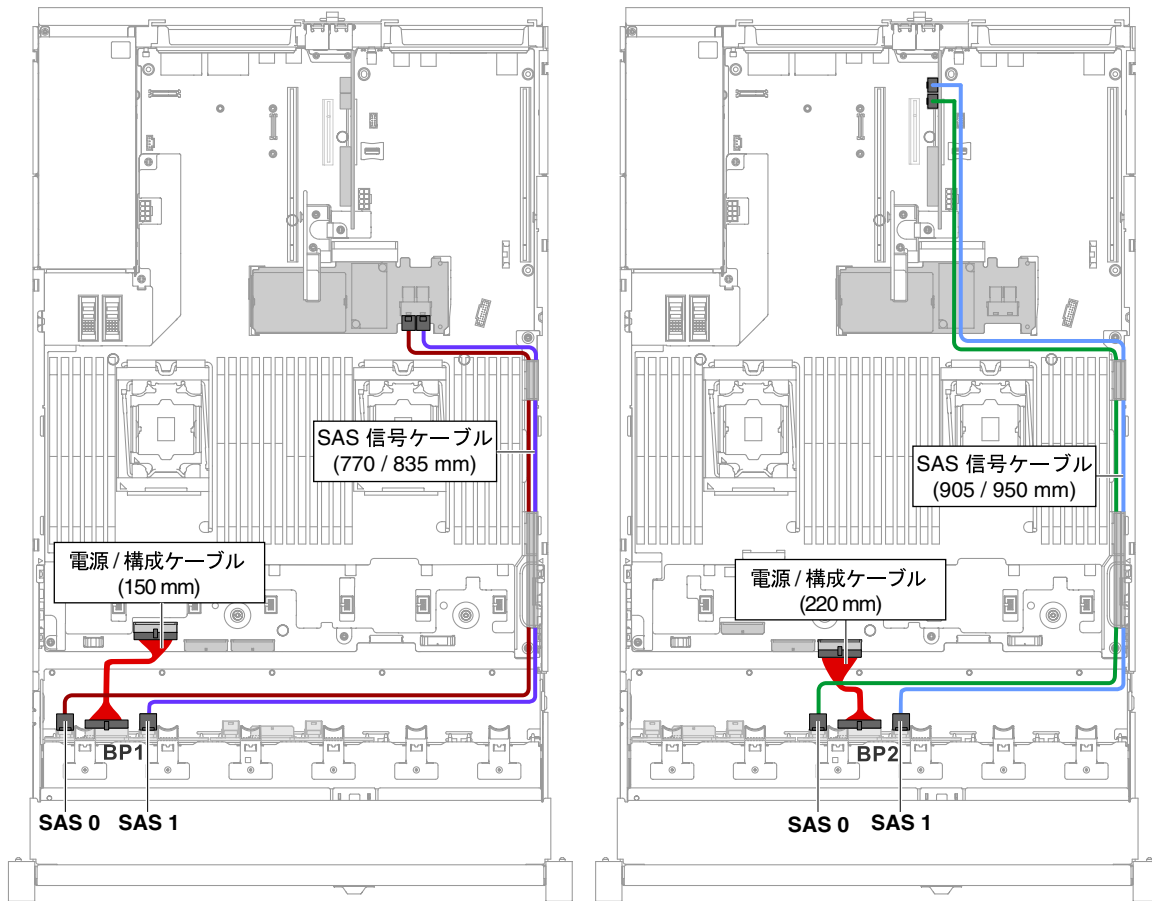 SAS 信号ケーブル
(770 / 835 mm)
電源 / 構成ケーブル
(150 mm)
BP1
SAS 0
SAS 1
SAS 信号ケーブル
(905 / 950 mm)
電源 / 構成ケーブル
(220 mm)
BP2
SAS 0
SAS 1